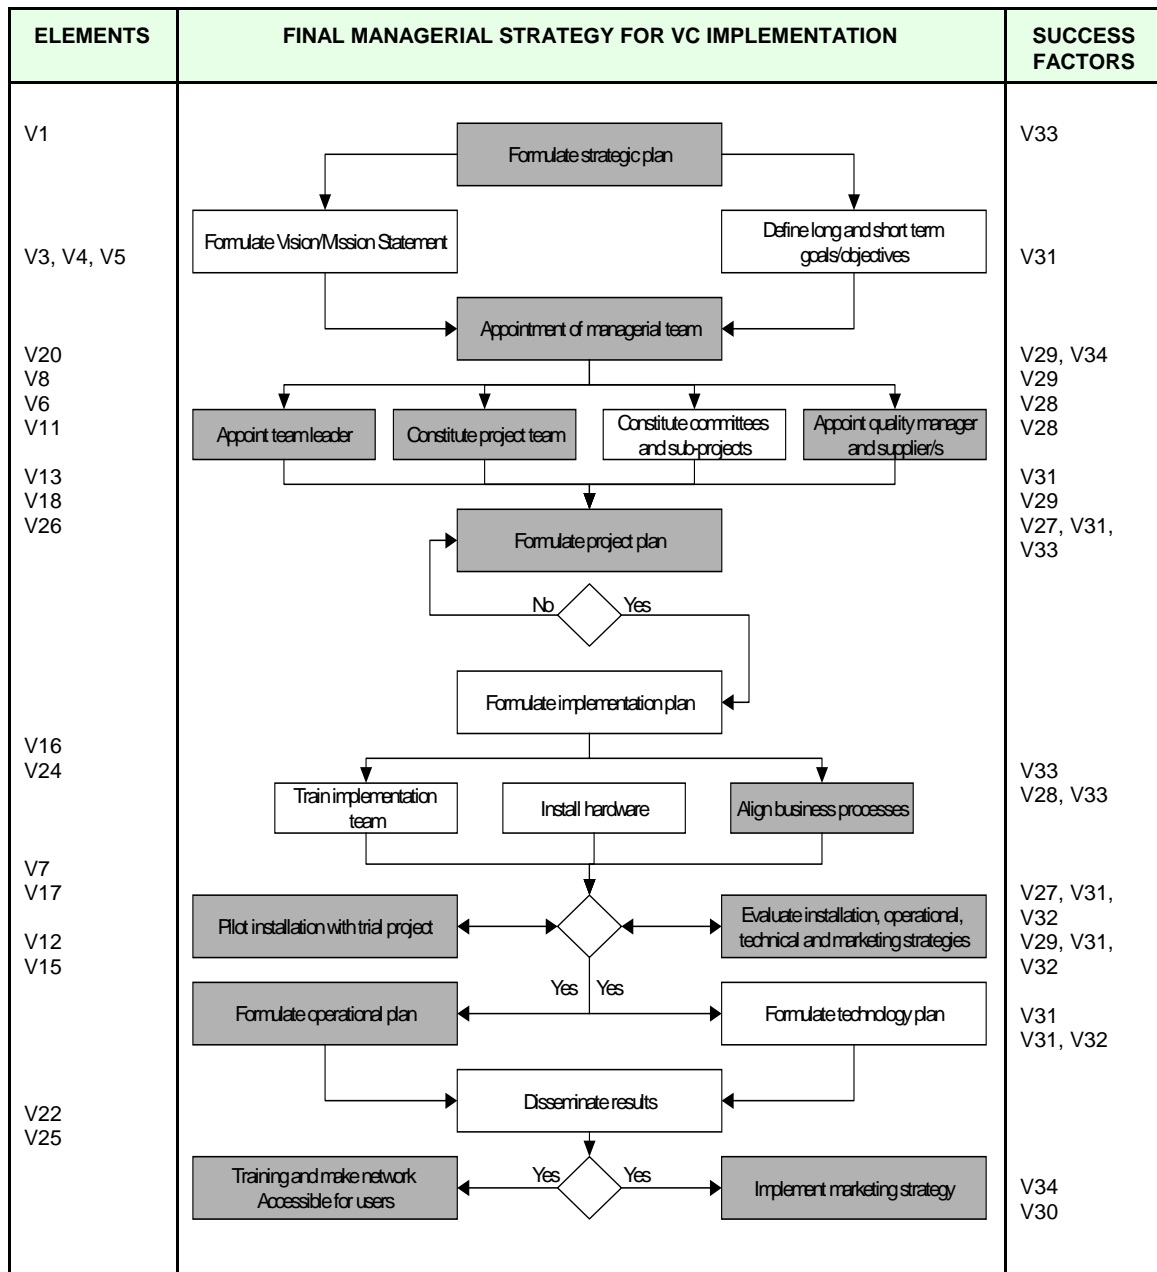 ELEMENTS
FINAL MANAGERIAL STRATEGY FOR VC IMPLEMENTATION
SUCCESS
FACTORS
V1
Formulate strategic plan
V33
Formulate Vision/Mission Statement
Define long and short term
goals/objectives
V3, V4, V5
V31
Appointment of managerial team
V20
V8
V6
V11
V29, V34
V29
V28
V28
Appoint team leader
Constitute project team
Constitute committees
and sub-projects
Appoint quality manager
and supplier/s
V13
V18
V26
V31
V29
V27, V31,
V33
Formulate project plan
No
Yes
Formulate implementation plan
V16
V24
V33
V28, V33
Train implementation
team
Install hardware
Align business processes
V7
V17
V12
V15
V27, V31,
V32
V29, V31,
V32
Pilot installation with trial project
Evaluate installation, operational,
technical and marketing strategies
Yes
Yes
Formulate operational plan
Formulate technology plan
V31
V31, V32
Disseminate results
V22
V25
Yes
Yes
Training and make network
Accessible for users
Implement marketing strategy
V34
V30